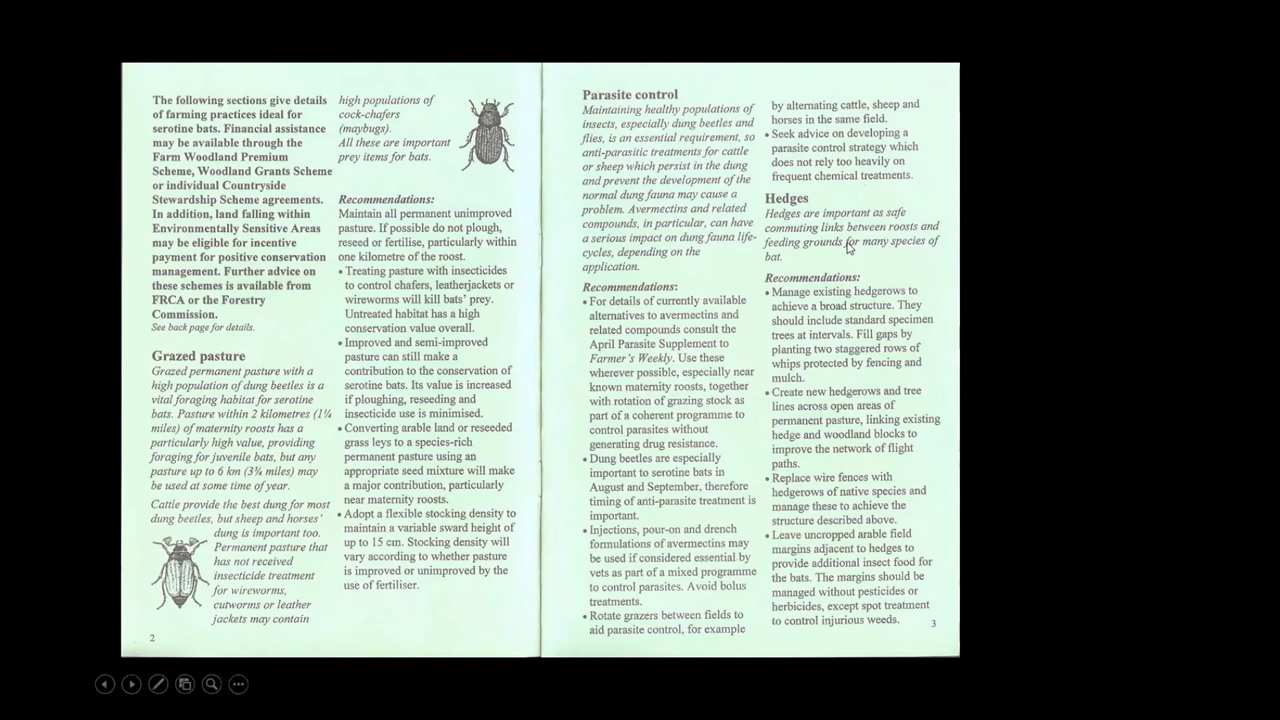 The following sections give details
of farming practices ideal for
serotine bats. Financial assistance
may be available through the
Farm Woodland Premium
Scheme, Woodland Grants Scheme
or individual Countryside
Stewardship Scheme agreements.
In addition, land falling within
Environmentally Sensitive Areas
may be eligible for incentive
payment for positive conservation
management. Further advice on
these schemes is available from
FRCA or the Forestry
Commission.
See back page for details.
Grazed pasture
Grazed permanent pasture with a
high population of dung beetles is a
vital foraging habitat for serotine
bats. Pasture within 2 kilometres (1¼
miles) of maternity roosts has a
particularly high value, providing
foraging for juvenile bats, but any
pasture up to 6 km (3¾ miles) may
be used at some time of year.
Cattle provide the best dung for most
dung beetles, but sheep and horses'
dung is important too.
Permanent pasture that
has not received
insecticide treatment
for wireworms,
cutworms or leather
jackets may contain
2
high populations of
cock-chafers
(maybugs).
All these are important
prey items for bats.
Recommendations:
Maintain all permanent unimproved
pasture. If possible do not plough,
reseed or fertilise, particularly within
one kilometre of the roost.
• Treating pasture with insecticides
to control chafers, leatherjackets or
wireworms will kill bats' prey.
Untreated habitat has a high
conservation value overall.
• Improved and semi-improved
pasture can still make a
contribution to the conservation of
serotine bats. Its value is increased
if ploughing, reseeding and
insecticide use is minimised.
• Converting arable land or reseeded
grass leys to a species-rich
permanent pasture using an
appropriate seed mixture will make
a major contribution, particularly
near maternity roosts.
• Adopt a flexible stocking density to
maintain a variable sward height of
up to 15 cm. Stocking density will
vary according to whether pasture
is improved or unimproved by the
use of fertiliser.
Parasite control
Maintaining healthy populations of
insects, especially dung beetles and
flies, is an essential requirement, so
anti-parasitic treatments for cattle
or sheep which persist in the dung
and prevent the development of the
normal dung fauna may cause a
problem. Avermectins and related
compounds, in particular, can have
a serious impact on dung fauna life-
cycles, depending on the
application.
Recommendations:
• For details of currently available
alternatives to avermectins and
related compounds consult the
April Parasite Supplement to
Farmer's Weekly. Use these
wherever possible, especially near
known maternity roosts, together
with rotation of grazing stock as
part of a coherent programme to
control parasites without
generating drug resistance.
• Dung beetles are especially
important to serotine bats in
August and September, therefore
timing of anti-parasite treatment is
important.
• Injections, pour-on and drench
formulations of avermectins may
be used if considered essential by
vets as part of a mixed programme
to control parasites. Avoid bolus
treatments.
• Rotate grazers between fields to
aid parasite control, for example
by alternating cattle, sheep and
horses in the same field.
• Seek advice on developing a
parasite control strategy which
does not rely too heavily on
frequent chemical treatments.
Hedges
Hedges are important as safe
commuting links between roosts and
feeding grounds for many species of
bat.
Recommendations:
• Manage existing hedgerows to
achieve a broad structure. They
should include standard specimen
trees at intervals. Fill gaps by
planting two staggered rows of
whips protected by fencing and
mulch.
• Create new hedgerows and tree
lines across open areas of
permanent pasture, linking existing
hedge and woodland blocks to
improve the network of flight
paths.
• Replace wire fences with
hedgerows of native species and
manage these to achieve the
structure described above.
• Leave uncropped arable field
margins adjacent to hedges to
provide additional insect food for
the bats. The margins should be
managed without pesticides or
herbicides, except spot treatment
to control injurious weeds.
3